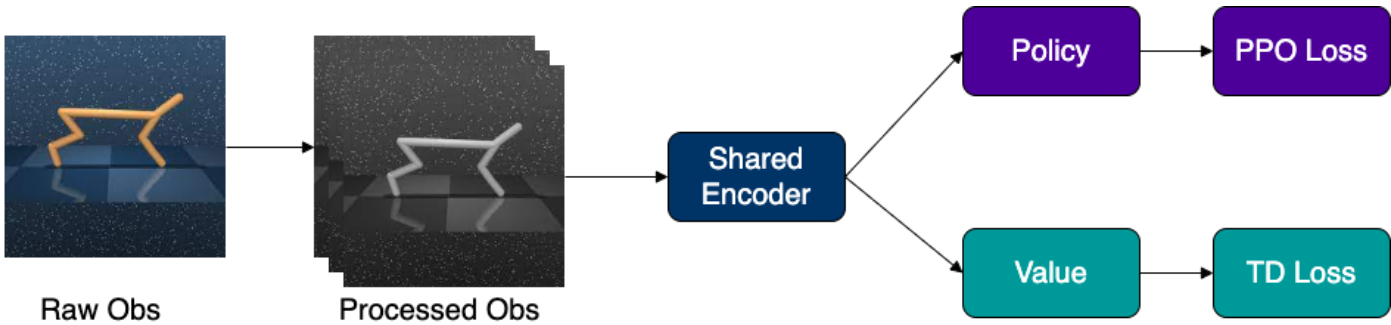 Raw Obs
Processed Obs
Shared
Encoder
Policy
PPO Loss
Value
TD Loss